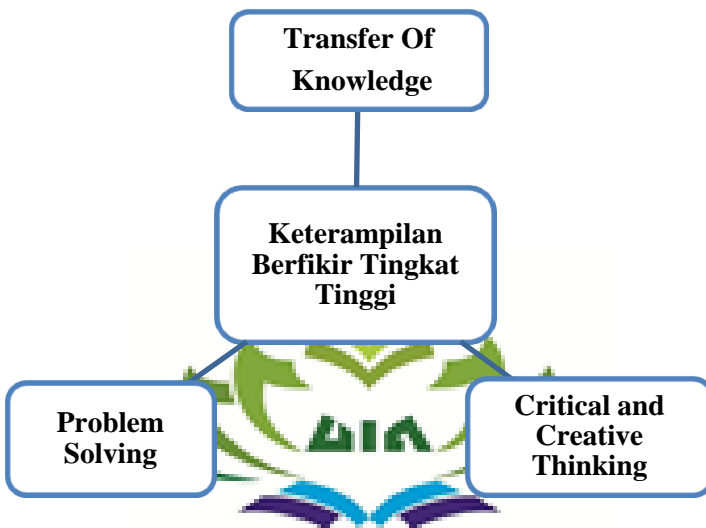 Transfer Of
Knowledge
Keterampilan
Berfikir Tingkat
Tinggi
Problem
Solving
Critical and
Creative
Thinking